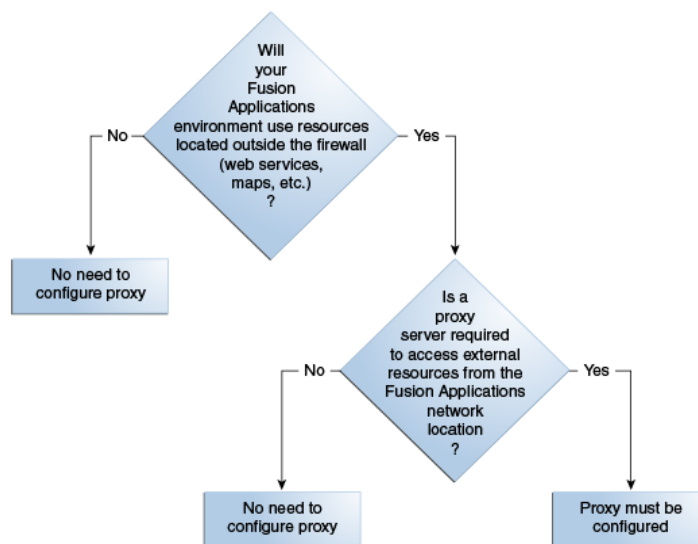 Will
your
Fusion
Applications
environment use resources
located outside the firewall
(web services,
maps, etc.)
?
No
Yes
No need to
configure proxy
Is a
proxy
server required
to access external
resources from the
Fusion Applications
network
location
?
No
Yes
No need to
configure proxy
Proxy must be
configured